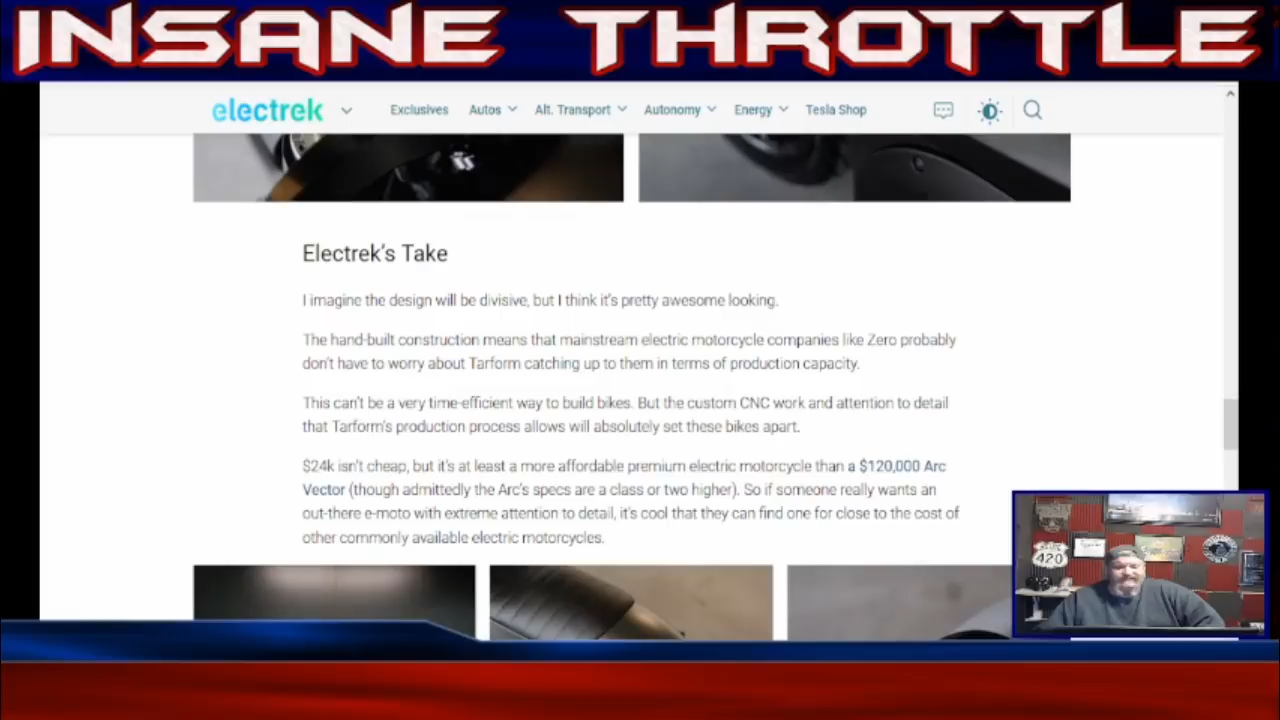 INSANE THROTTLE
electrek
Exclusives Autos Alt. Transport Autonomy Energy Tesla Shop
Electrek’s Take
I imagine the design will be divisive, but I think it’s pretty awesome looking.
The hand-built construction means that mainstream electric motorcycle companies like Zero probably
don’t have to worry about Tarform catching up to them in terms of production capacity.
This can’t be a very time-efficient way to build bikes. But the custom CNC work and attention to detail
that Tarform’s production process allows will absolutely set these bikes apart.
$24k isn’t cheap, but it’s at least a more affordable premium electric motorcycle than a $120,000 Arc
Vector (though admittedly the Arc’s specs are a class or two higher). So if someone really wants an
out-there e-moto with extreme attention to detail, it’s cool that they can find one for close to the cost of
other commonly available electric motorcycles.
420